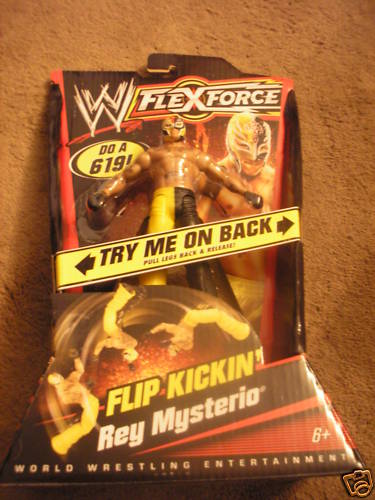 W
FLEXFORCE
DO A
619!
TRY ME ON BACK
PULL LEGS BACK & RELEASE!
FLIP KICKIN'
Rey Mysterio®
6+
WORLD WRESTLING ENTERTAINMENT